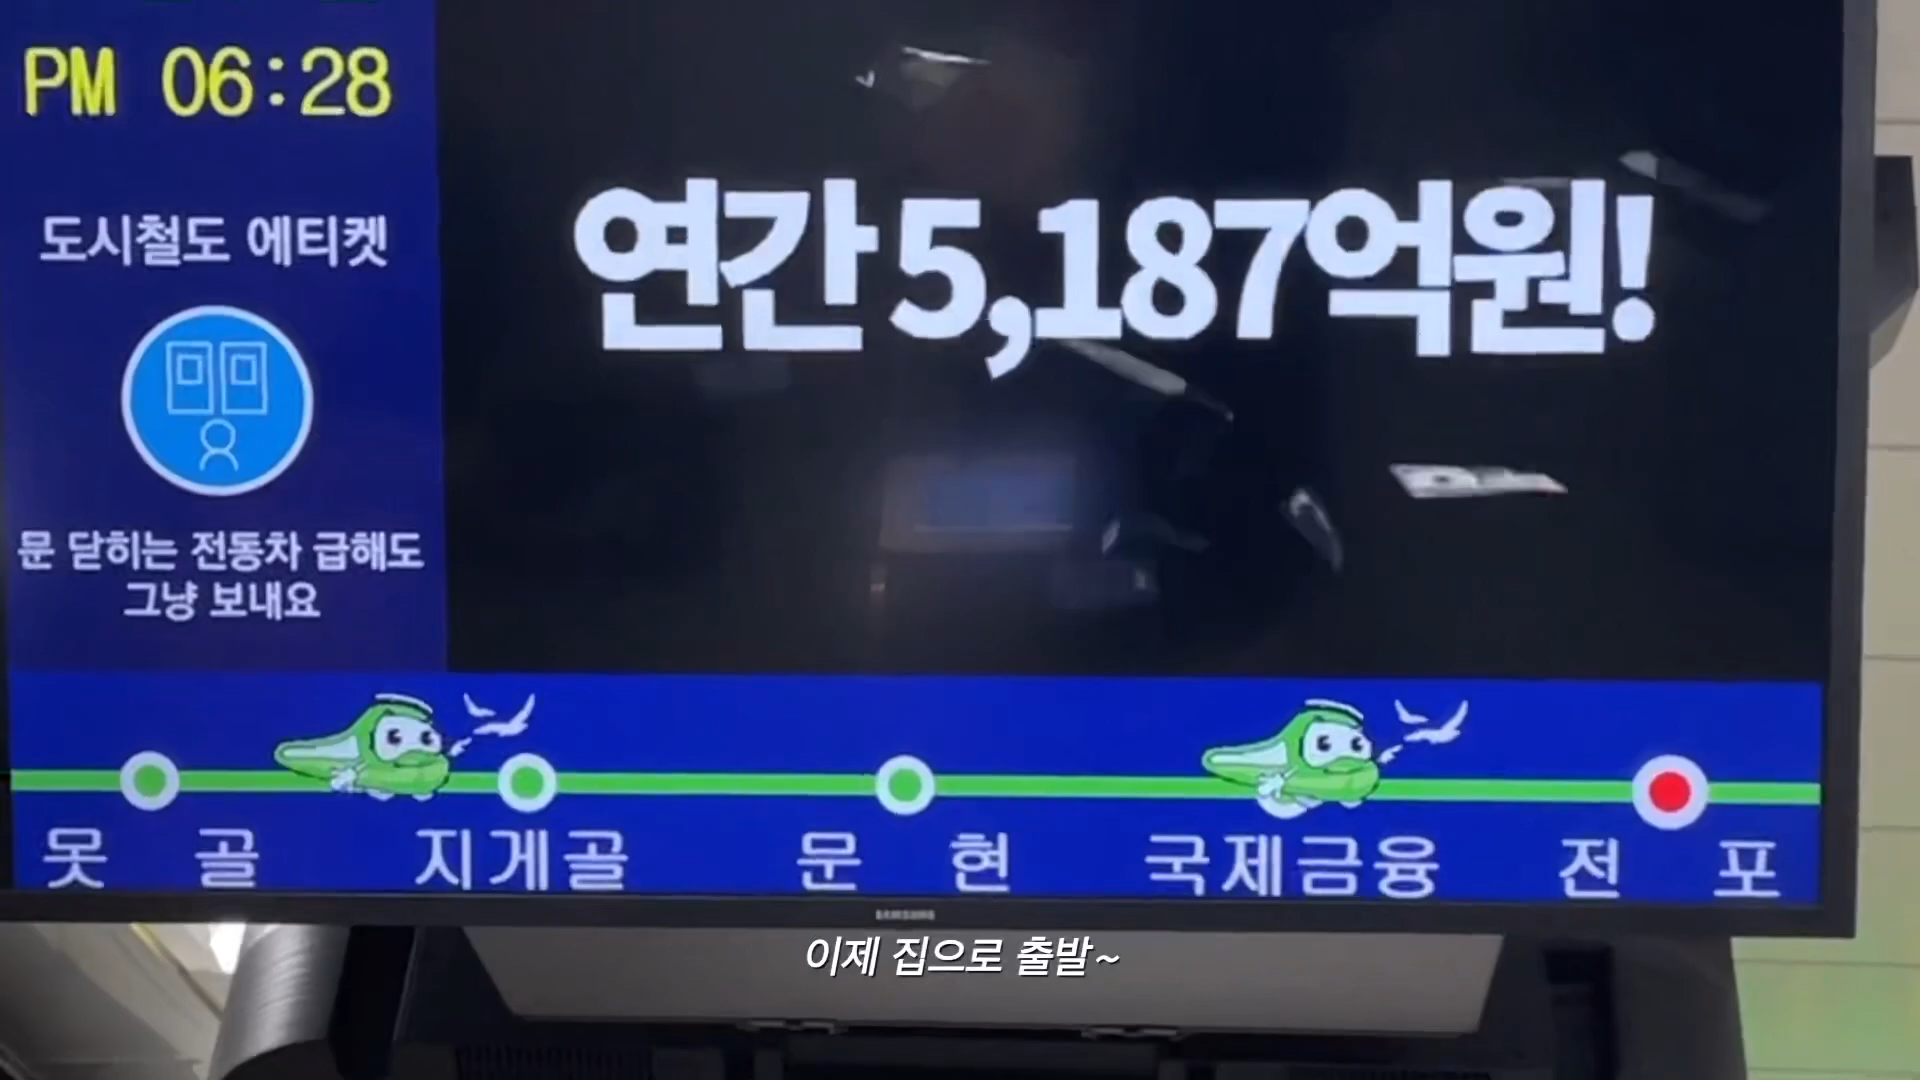 PM 06:28
도시철도 에티켓
문 닫히는 전동차 급해도
그냥 보내요
연간 5,187억원!
못골 지게골 문현 국제금융 전포
SAMSUNG
이제 집으로 출발~